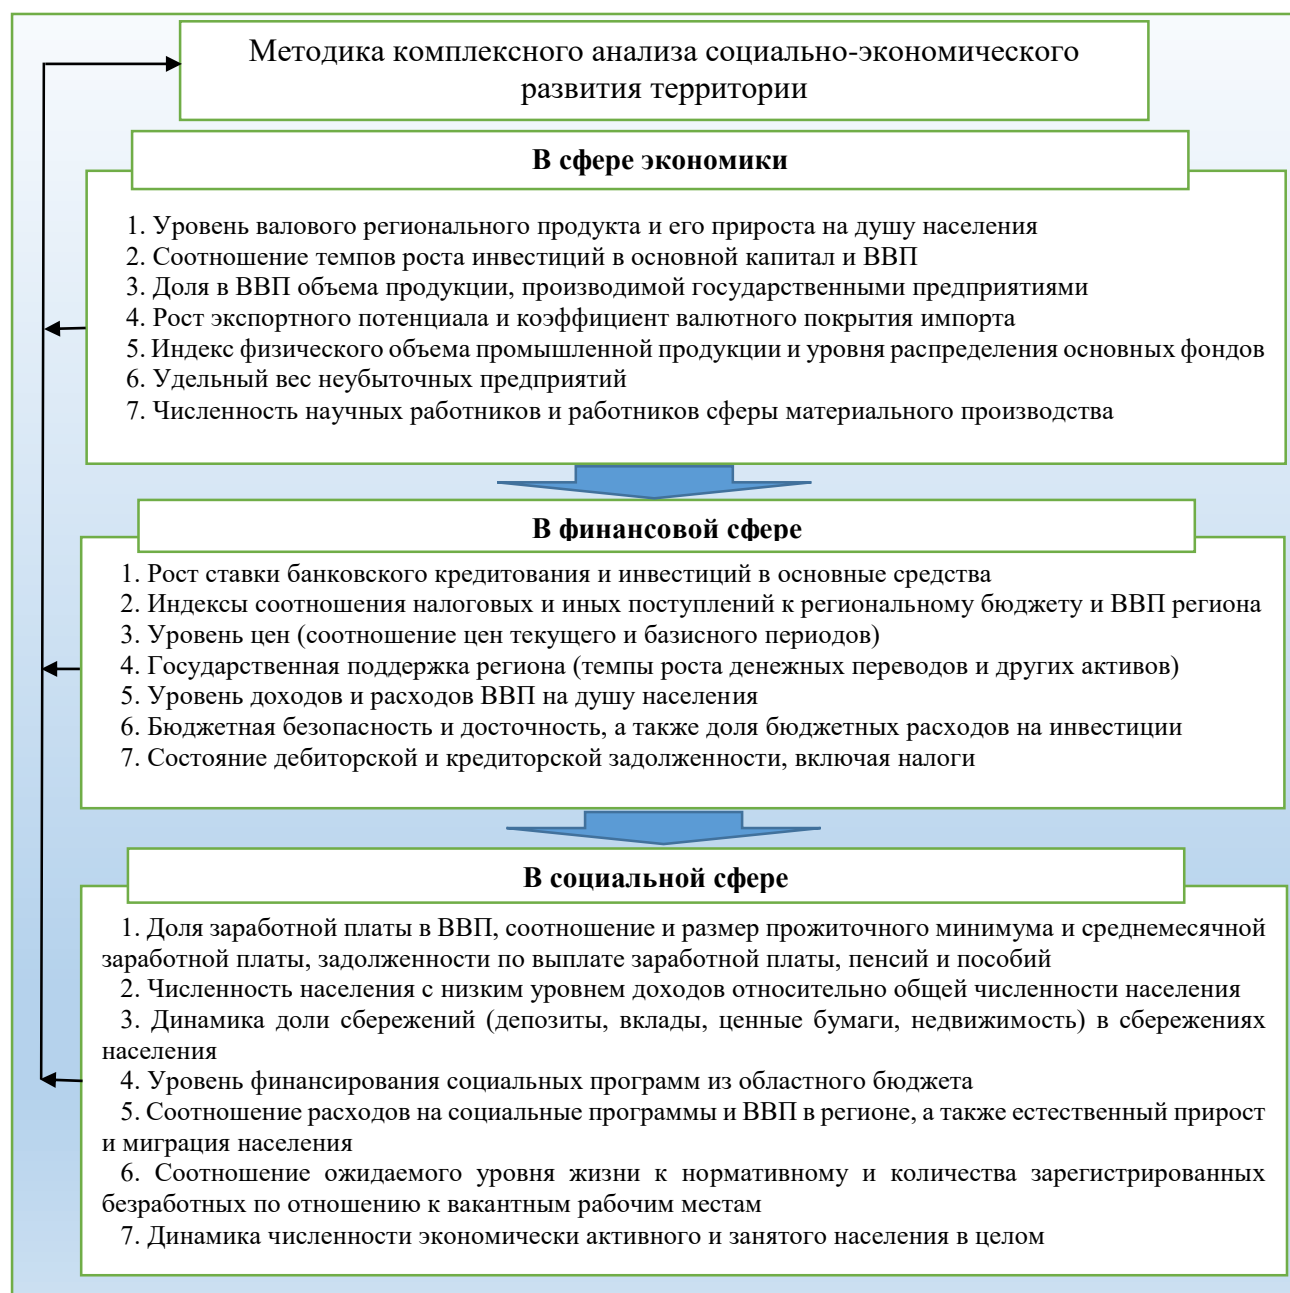 Методика комплексного анализа социально-экономического
развития территории
В сфере экономики
1. Уровень валового регионального продукта и его прироста на душу населения
2. Соотношение темпов роста инвестиций в основной капитал и ВВП
3. Доля в ВВП объема продукции, производимой государственными предприятиями
4. Рост экспортного потенциала и коэффициент валютного покрытия импорта
5. Индекс физического объема промышленной продукции и уровня распределения основных фондов
6. Удельный вес неубыточных предприятий
7. Численность научных работников и работников сферы материального производства
В финансовой сфере
1. Рост ставки банковского кредитования и инвестиций в основные средства
2. Индексы соотношения налоговых и иных поступлений к региональному бюджету и ВВП региона
3. Уровень цен (соотношение цен текущего и базисного периодов)
4. Государственная поддержка региона (темпы роста денежных переводов и других активов)
5. Уровень доходов и расходов ВВП на душу населения
6. Бюджетная безопасность и досточность, а также доля бюджетных расходов на инвестиции
7. Состояние дебиторской и кредиторской задолженности, включая налоги
В социальной сфере
1. Доля заработной платы в ВВП, соотношение и размер прожиточного минимума и среднемесячной
заработной платы, задолженности по выплате заработной платы, пенсий и пособий
2. Численность населения с низким уровнем доходов относительно общей численности населения
3. Динамика доли сбережений (депозиты, вклады, ценные бумаги, недвижимость) в сбережениях
населения
4. Уровень финансирования социальных программ из областного бюджета
5. Соотношение расходов на социальные программы и ВВП в регионе, а также естественный прирост
и миграция населения
6. Соотношение ожидаемого уровня жизни к нормативному и количества зарегистрированных
безработных по отношению к вакантным рабочим местам
7. Динамика численности экономически активного и занятого населения в целом